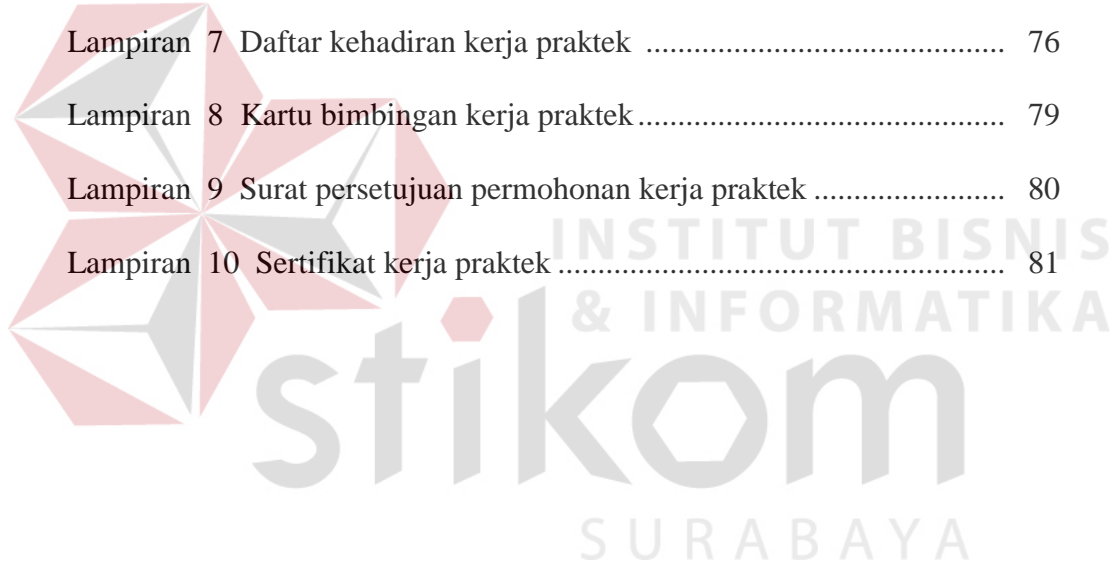 Lampiran 7 Daftar kehadiran kerja praktek ........................................ 76
Lampiran 8 Kartu bimbingan kerja praktek ......................................... 79
Lampiran 9 Surat persetujuan permohonan kerja praktek ..................... 80
Lampiran 10 Sertifikat kerja praktek .................................................. 81
INSTITUT BISNIS
& INFORMATIKA
stikom
SURABAYA